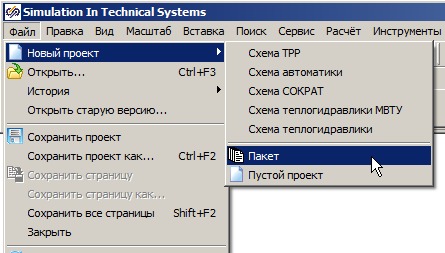 Simulation In Technical Systems
Файл Правка Вид Масштаб Вставка Поиск Сервис Расчёт Инструменты
Новый проект
Открыть... Ctrl+F3
История
Открыть старую версию...
Сохранить проект
Сохранить проект как... Ctrl+F2
Сохранить страницу
Сохранить страницу как...
Сохранить все страницы Shift+F2
Закрыть
Схема TPP
Схема автоматики
Схема СОКРАТ
Схема теплогидравлики МВТУ
Схема теплогидравлики
Пакет
Пустой проект